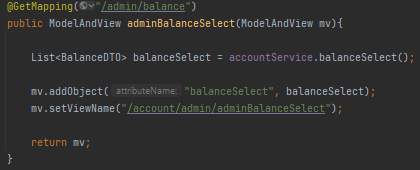 @GetMapping("/admin/balance")
public ModelAndView adminBalanceSelect(ModelAndView mv){
List<BalanceDTO> balanceSelect = accountService.balanceSelect();
mv.addObject( attributeName: "balanceSelect", balanceSelect);
mv.setViewName("/account/admin/adminBalanceSelect");
return mv;
}